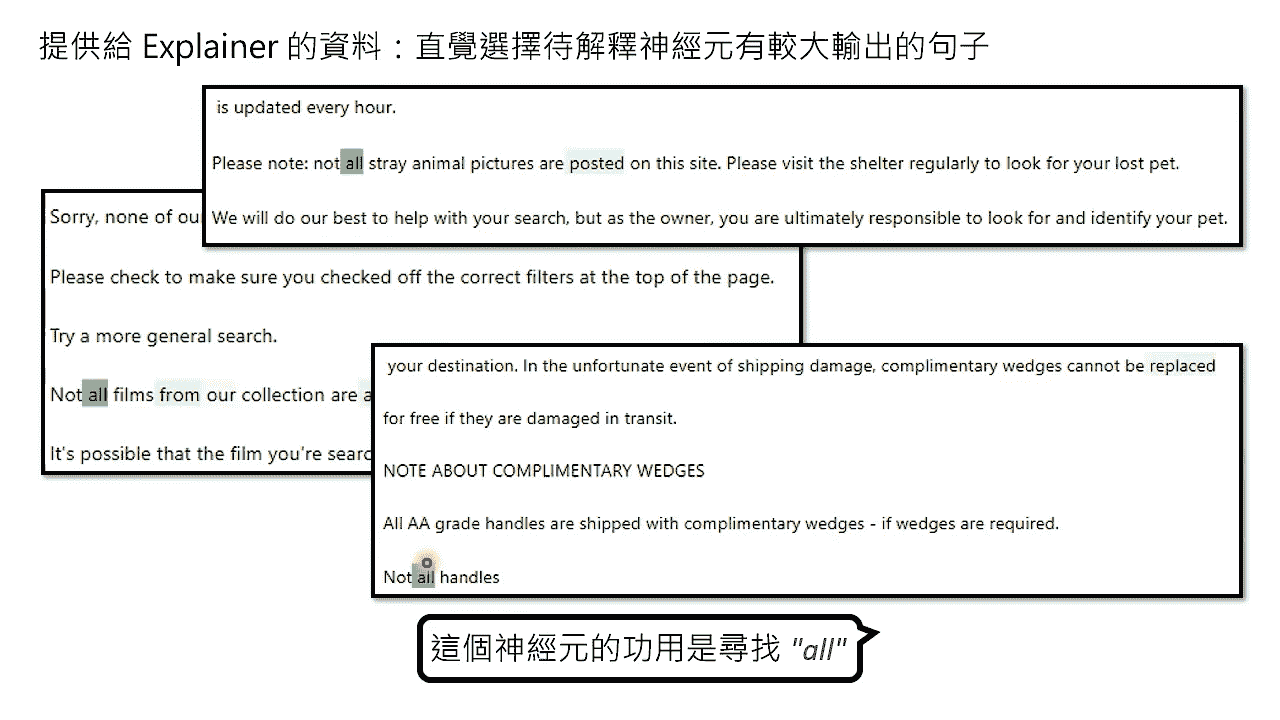 提供給 Explainer 的資料：直覺選擇待解釋神經元有較大輸出的句子
is updated every hour.
Please note: not all stray animal pictures are posted on this site. Please visit the shelter regularly to look for your lost pet.
We will do our best to help with your search, but as the owner, you are ultimately responsible to look for and identify your pet.
Sorry, none of
Please check to make sure you checked off the correct filters at the top of the page.
Try a more general search.
Not all films from our collection are
It's possible that the film you're
your destination. In the unfortunate event of shipping damage, complimentary wedges cannot be replaced
for free if they are damaged in transit.
NOTE ABOUT COMPLIMENTARY WEDGES
All AA grade handles are shipped with complimentary wedges - if wedges are required.
Not all handles
這個神經元的功用是尋找 "all"